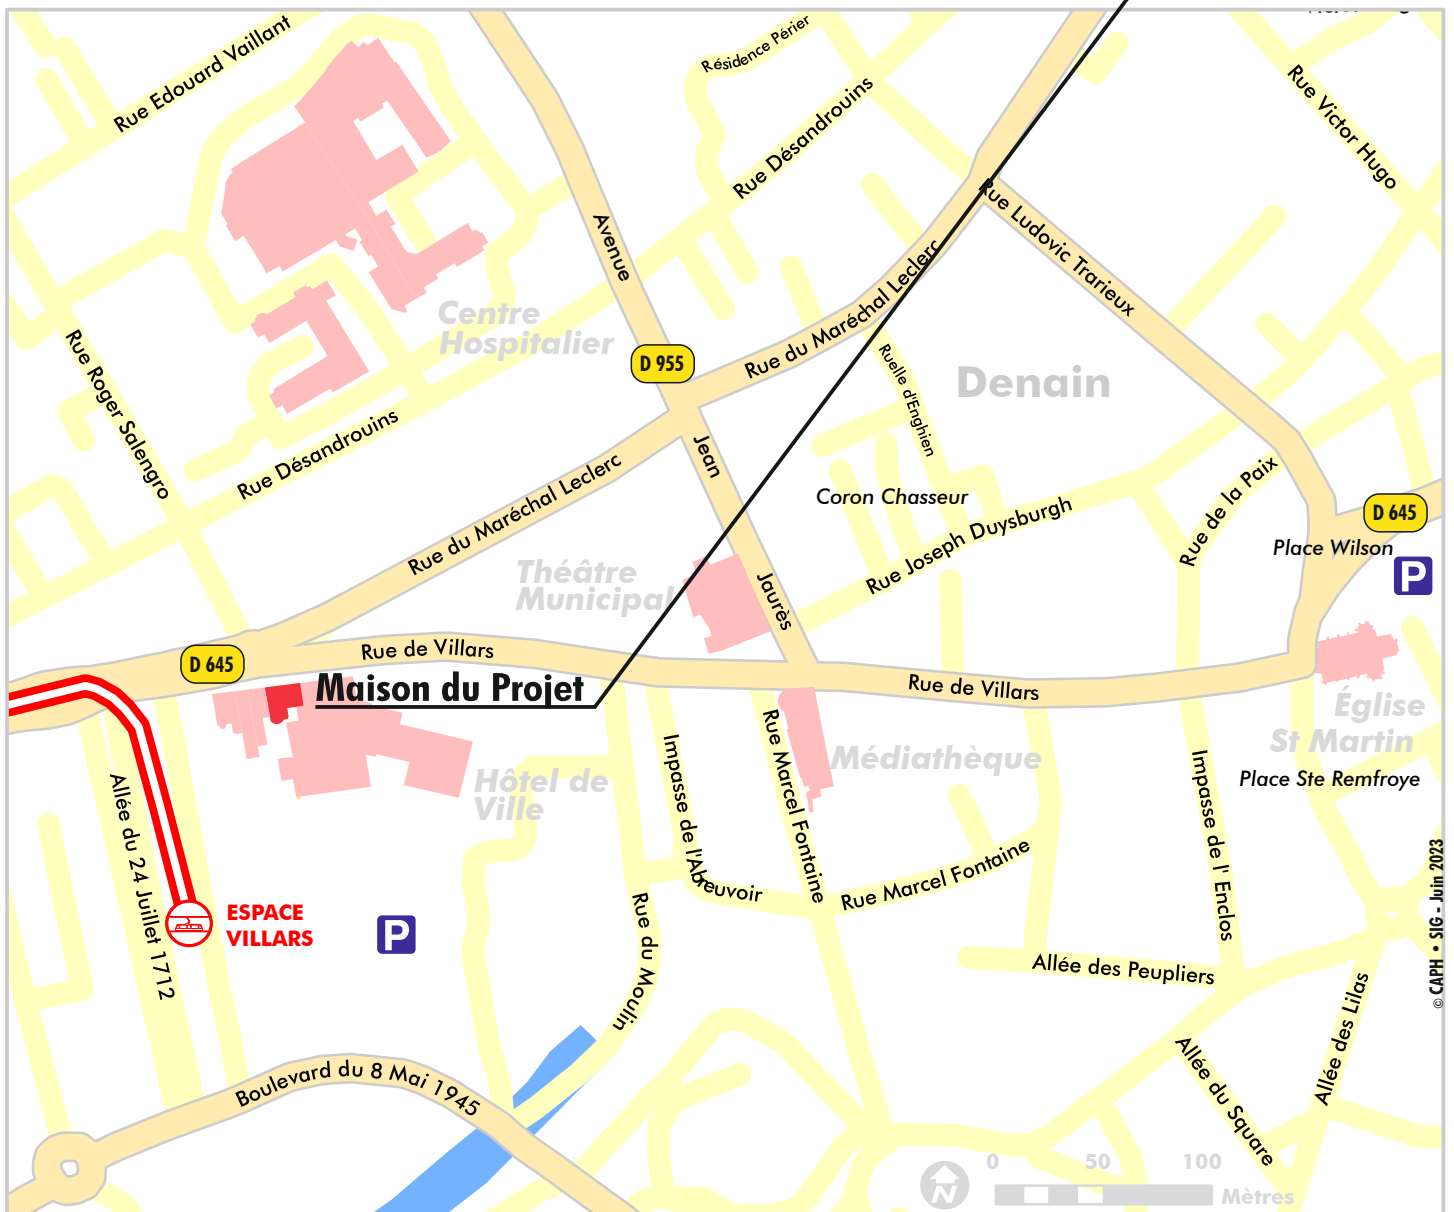 Rue Edouard Vaillant
Résidence Périer
Rue Désandrouins
Rue Victor Hugo
Avenue
Jean
Jaurès
Rue Ludovic Trarieux
Rue du Maréchal Leclerc
Centre
Hospitalier
D 955
Rue Roger Salengro
Ruelle d'Enghien
Denain
Rue Désandrouins
Rue du Maréchal Leclerc
Coron Chasseur
Rue Joseph Duysburgh
Rue de la Paix
D 645
Place Wilson
P
Théâtre
Municipal
Rue de Villars
D 645
Maison du Projet
Rue de Villars
Église
St Martin
Place Ste Remfroye
Hôtel de
Ville
Médiathèque
Impasse de l'Abreuvoir
Rue Marcel Fontaine
Rue Marcel Fontaine
Impasse de l' Enclos
Allée du 24 Juillet 1712
ESPACE
VILLARS
P
Rue du Moulin
Allée des Peupliers
Allée des Lilas
Allée du Square
Boulevard du 8 Mai 1945
© CAPH • SIG - Juin 2023
N
0 50 100
Mètres